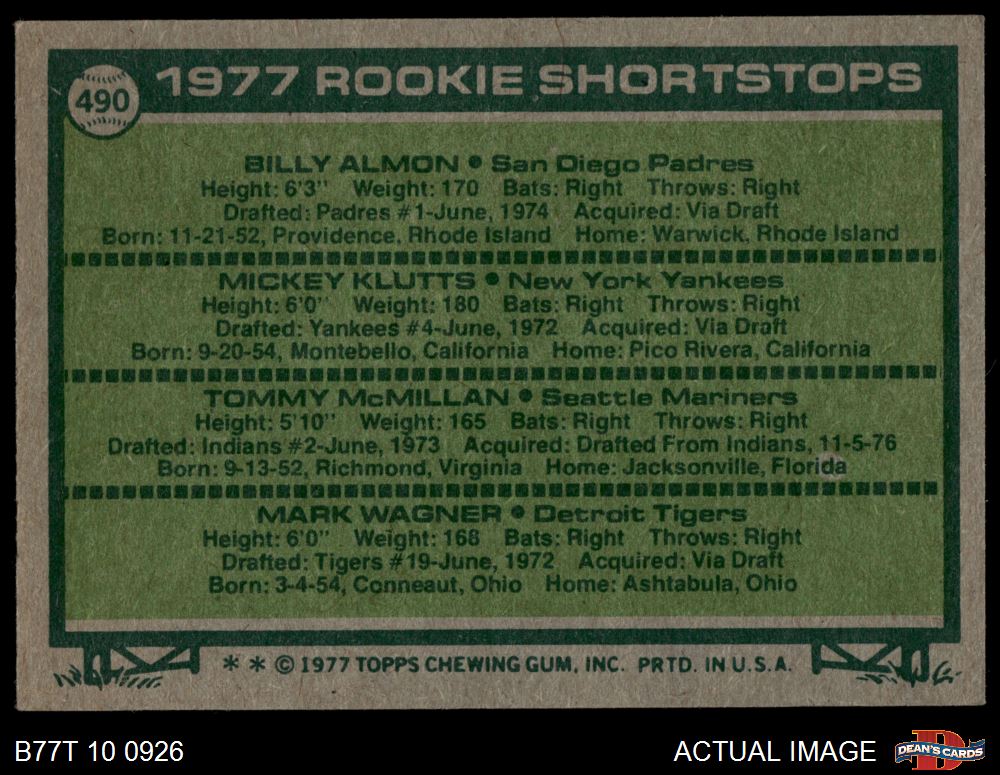 490
1977 ROOKIE SHORTSTOPS
BILLY ALMON • San Diego Padres
Height: 6'3" Weight: 170 Bats: Right Throws: Right
Drafted: Padres #1-June, 1974 Acquired: Via Draft
Born: 11-21-52, Providence, Rhode Island Home: Warwick, Rhode Island
MICKEY KLUTTS • New York Yankees
Height: 6'0" Weight: 180 Bats: Right Throws: Right
Drafted: Yankees #4-June, 1972 Acquired: Via Draft
Born: 9-20-54, Montebello, California Home: Pico Rivera, California
TOMMY McMILLAN • Seattle Mariners
Height: 5'10" Weight: 165 Bats: Right Throws: Right
Drafted: Indians #2-June, 1973 Acquired: Drafted From Indians, 11-5-76
Born: 9-13-52, Richmond, Virginia Home: Jacksonville, Florida
MARK WAGNER • Detroit Tigers
Height: 6'0" Weight: 168 Bats: Right Throws: Right
Drafted: Tigers #19-June, 1972 Acquired: Via Draft
Born: 3-4-54, Conneaut, Ohio Home: Ashtabula, Ohio
* * © 1977 TOPPS CHEWING GUM, INC. PRTD. IN U.S.A.
B77T 10 0926
ACTUAL IMAGE
D
DEAN'S CARDS